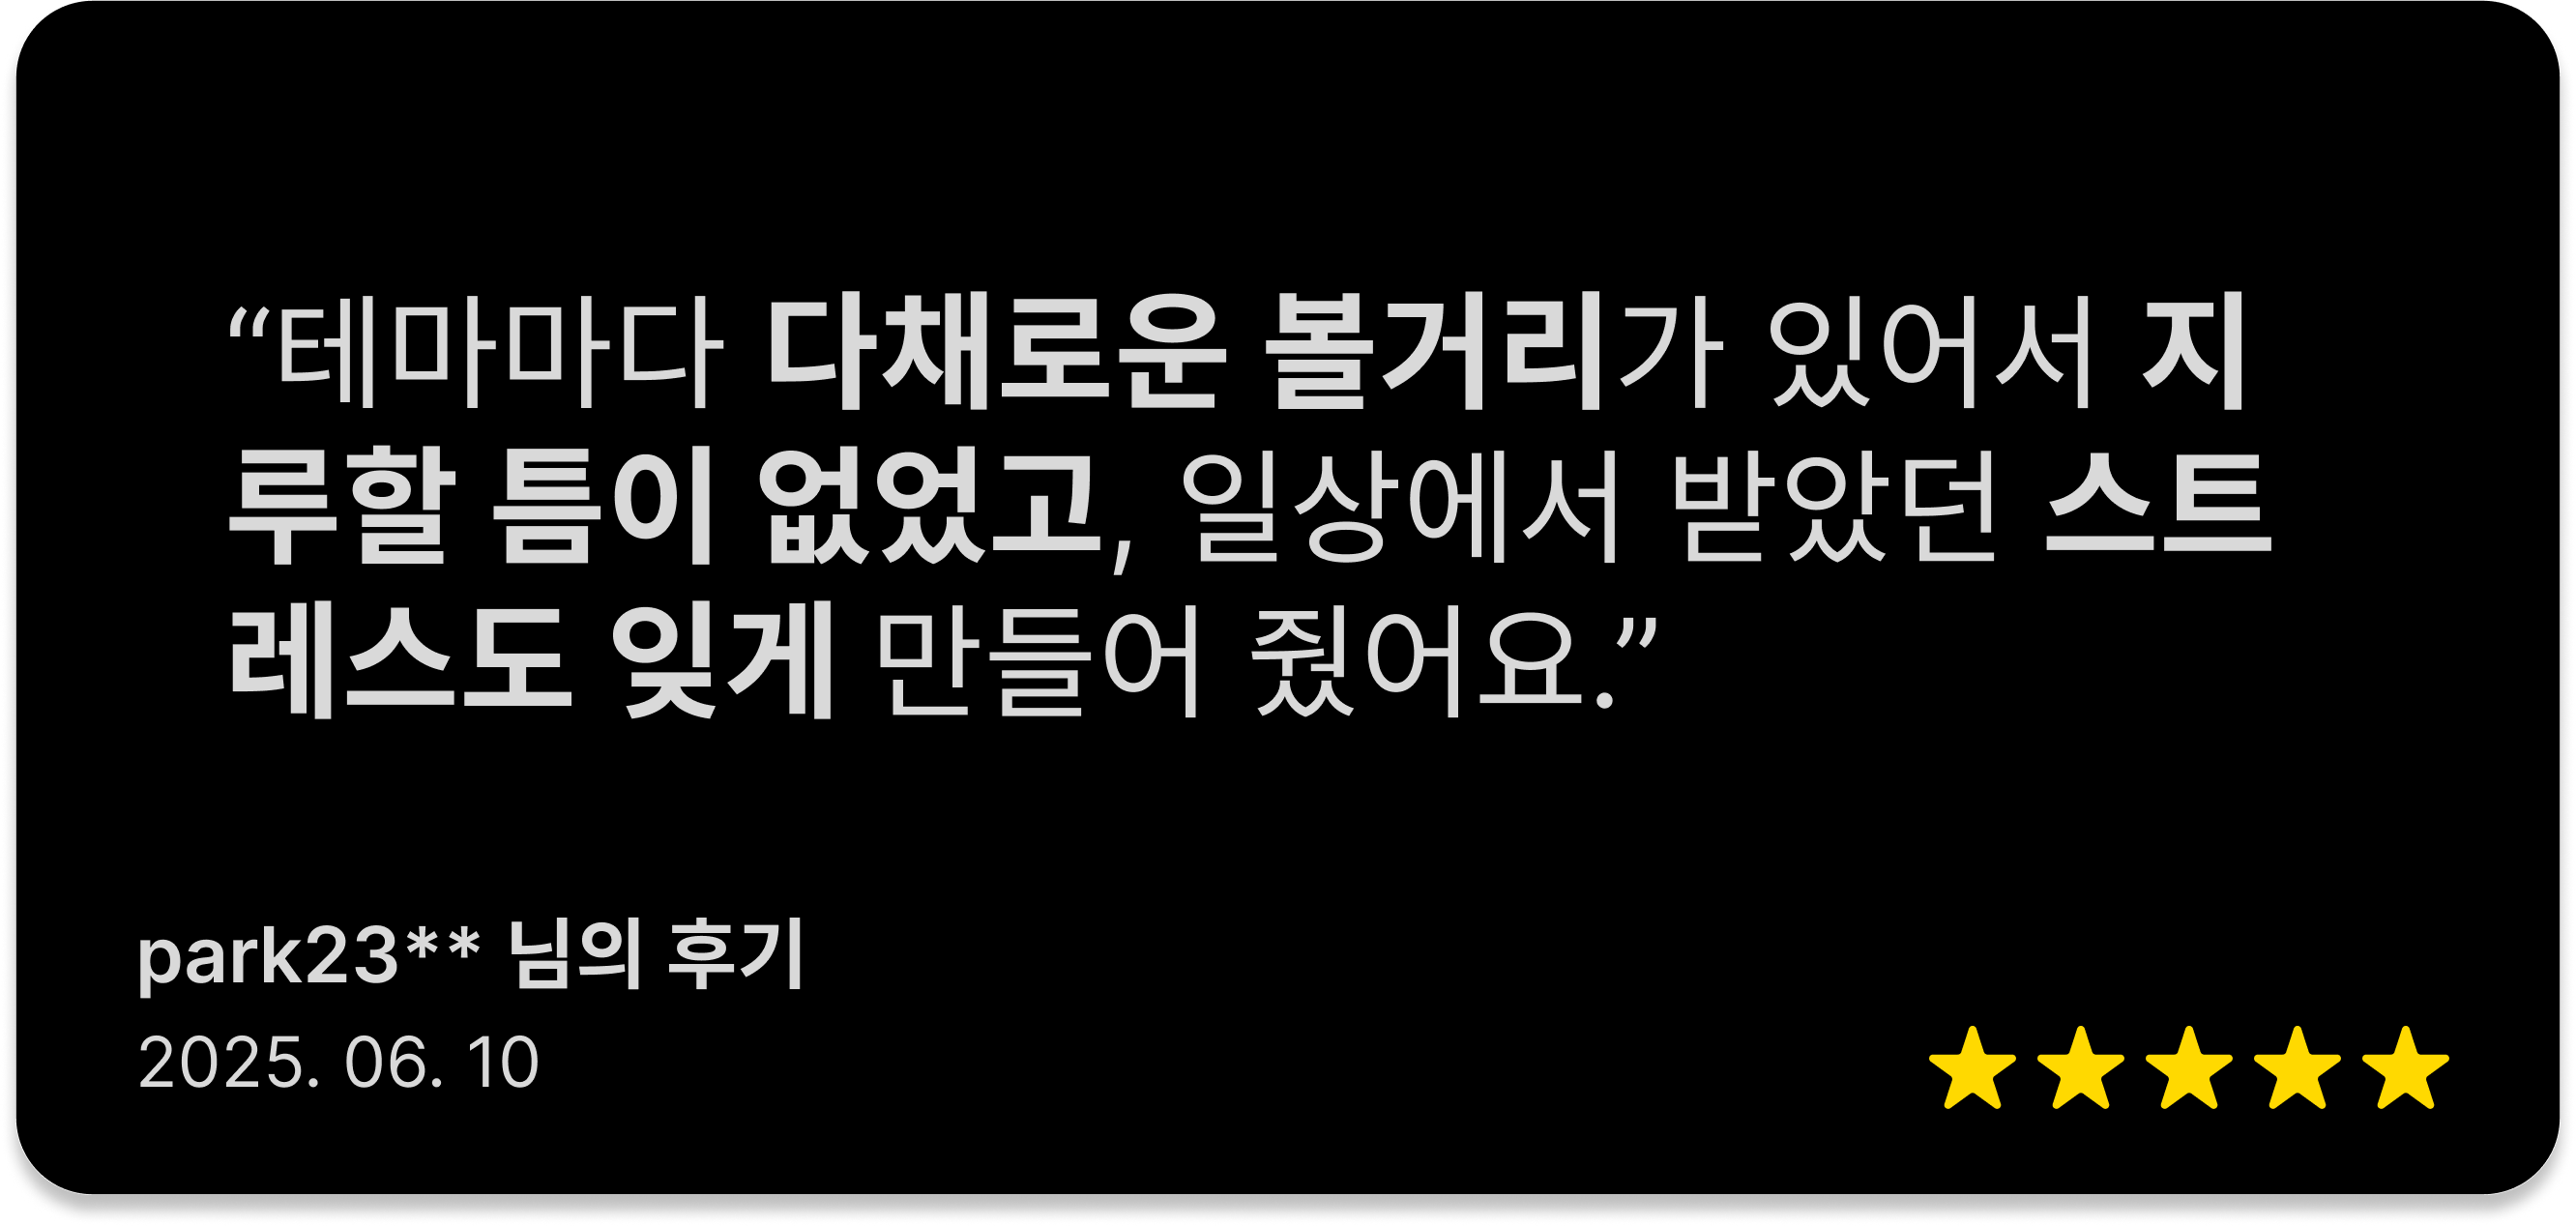 “테마마다 다채로운 볼거리가 있어서 지
루할 틈이 없었고, 일상에서 받았던 스트
레스도 잊게 만들어 줬어요.”
park23** 님의 후기
2025. 06. 10